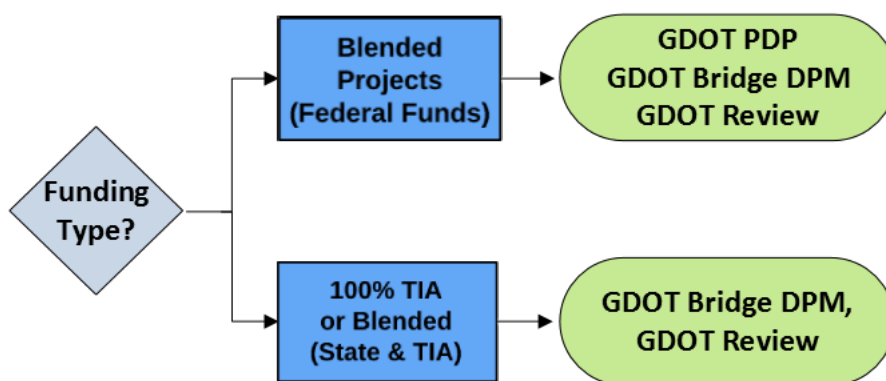 Funding
Type?
Blended
Projects
(Federal Funds)
GDOT PDP
GDOT Bridge DPM
GDOT Review
100% TIA
or Blended
(State & TIA)
GDOT Bridge DPM,
GDOT Review